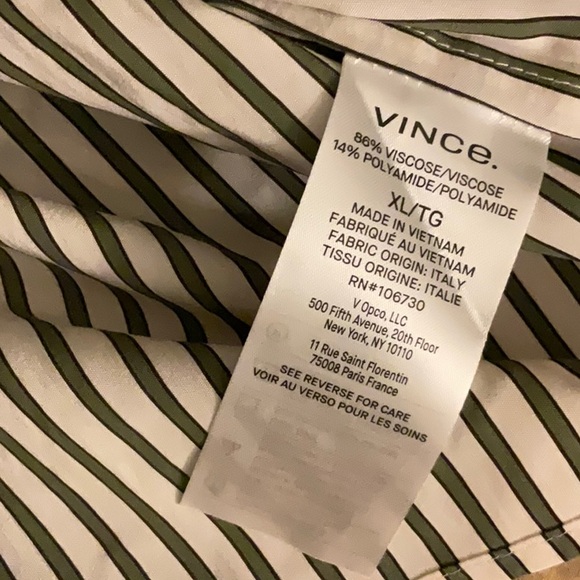 VINCe.
86% VISCOSE/VISCOSE
14% POLYAMIDE/POLYAMIDE
XL/TG
MADE IN VIETNAM
FABRIQUÉ AU VIETNAM
FABRIC ORIGIN: ITALY
TISSU ORIGINE: ITALIE
RN#106730
V Opco, LLC
500 Fifth Avenue, 20th Floor
New York, NY 10110
11 Rue Saint Florentin
75008 Paris France
SEE REVERSE FOR CARE
VOIR AU VERSO POUR LES SOINS